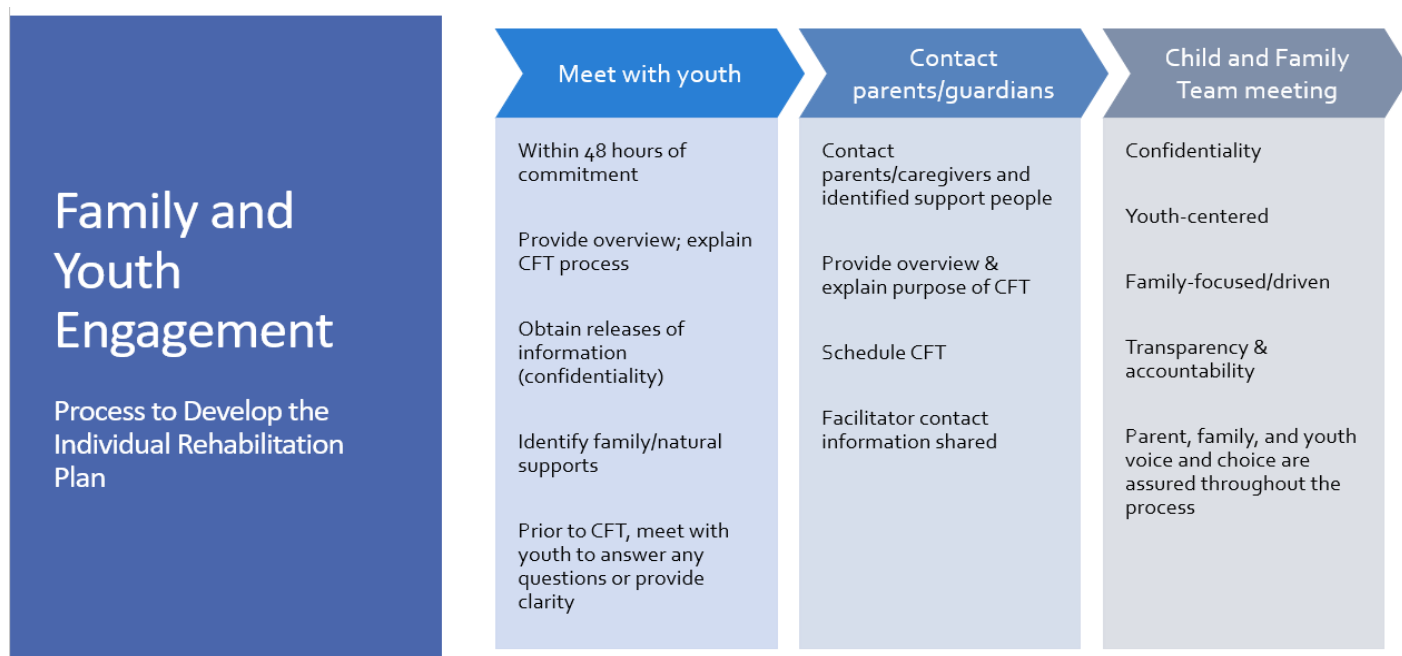 Family and
Youth
Engagement
Process to Develop the
Individual Rehabilitation
Plan
Meet with youth
Within 48 hours of
commitment
Provide overview; explain
CFT process
Obtain releases of
information
(confidentiality)
Identify family/natural
supports
Prior to CFT, meet with
youth to answer any
questions or provide
clarity
Contact
parents/guardians
Contact
parents/caregivers and
identified support people
Provide overview &
explain purpose of CFT
Schedule CFT
Facilitator contact
information shared
Child and Family
Team meeting
Confidentiality
Youth-centered
Family-focused/driven
Transparency &
accountability
Parent, family, and youth
voice and choice are
assured throughout the
process